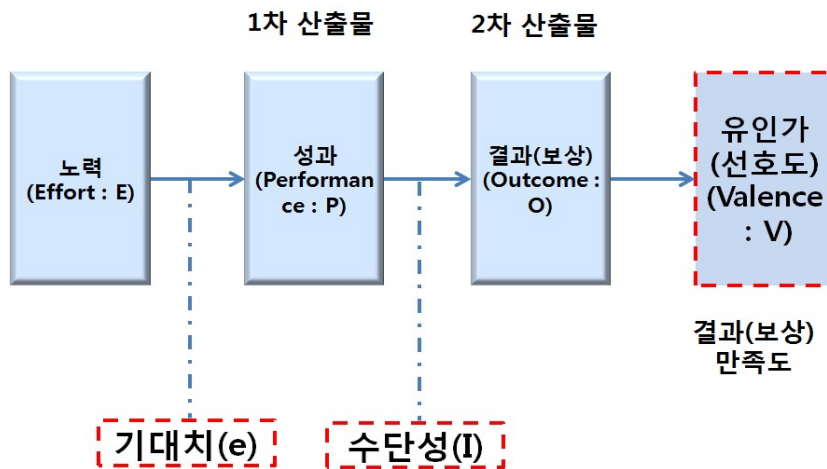 1차 산출물
2차 산출물
노력
(Effort : E)
성과
(Performan
ce : P)
결과(보상)
(Outcome :
O)
유인가
(선호도)
(Valence
: V)
결과(보상)
만족도
기대치(e)
수단성(I)